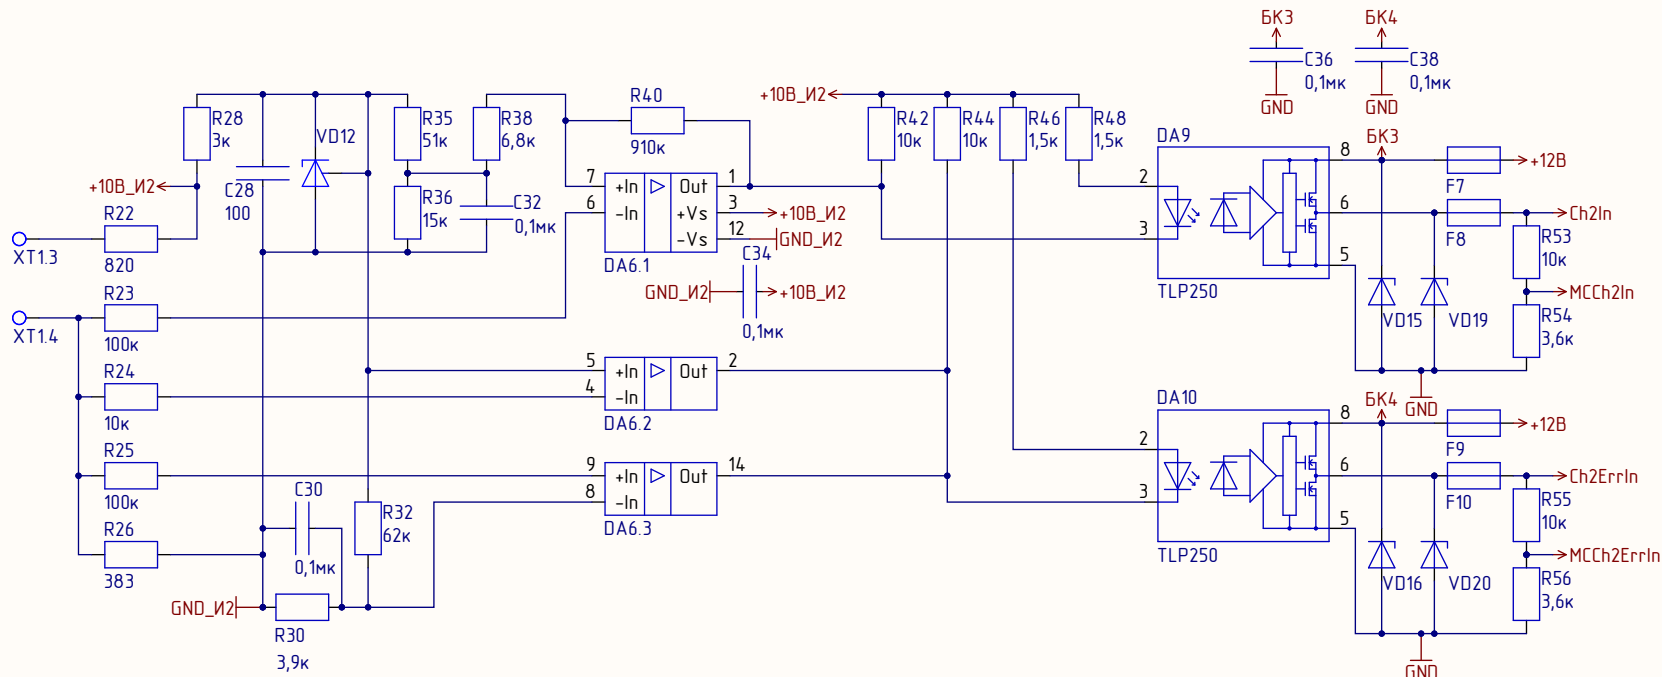 БК3
БК4
C36
0,1мк
C38
0,1мк
GND
GND
R28
3к
VD12
R35
51к
R38
6,8к
R40
910к
+10В_И2
R42
10к
R44
10к
R46
1,5к
R48
1,5к
DA9
БК3
8
+12В
F7
+10В_И2
C28
100
R36
15к
C32
0,1мк
7
+In
Out
1
6
-In
+Vs
3
+10В_И2
-Vs
12
GND_И2
DA6.1
2
3
6
Ch2In
F8
R53
10к
5
TLP250
XT1.3
R22
820
C34
GND_И2
+10В_И2
0,1мк
MCCh2In
VD15
VD19
R54
3,6к
GND
XT1.4
R23
100к
R24
10к
5
+In
Out
2
4
-In
DA6.2
DA10
БК4
8
+12В
F9
R25
100к
9
+In
Out
14
8
-In
DA6.3
2
3
6
Ch2ErrIn
F10
R55
10к
5
TLP250
C30
0,1мк
R32
62к
R26
383
MCCh2ErrIn
VD16
VD20
R56
3,6к
GND_И2
R30
3,9к
GND